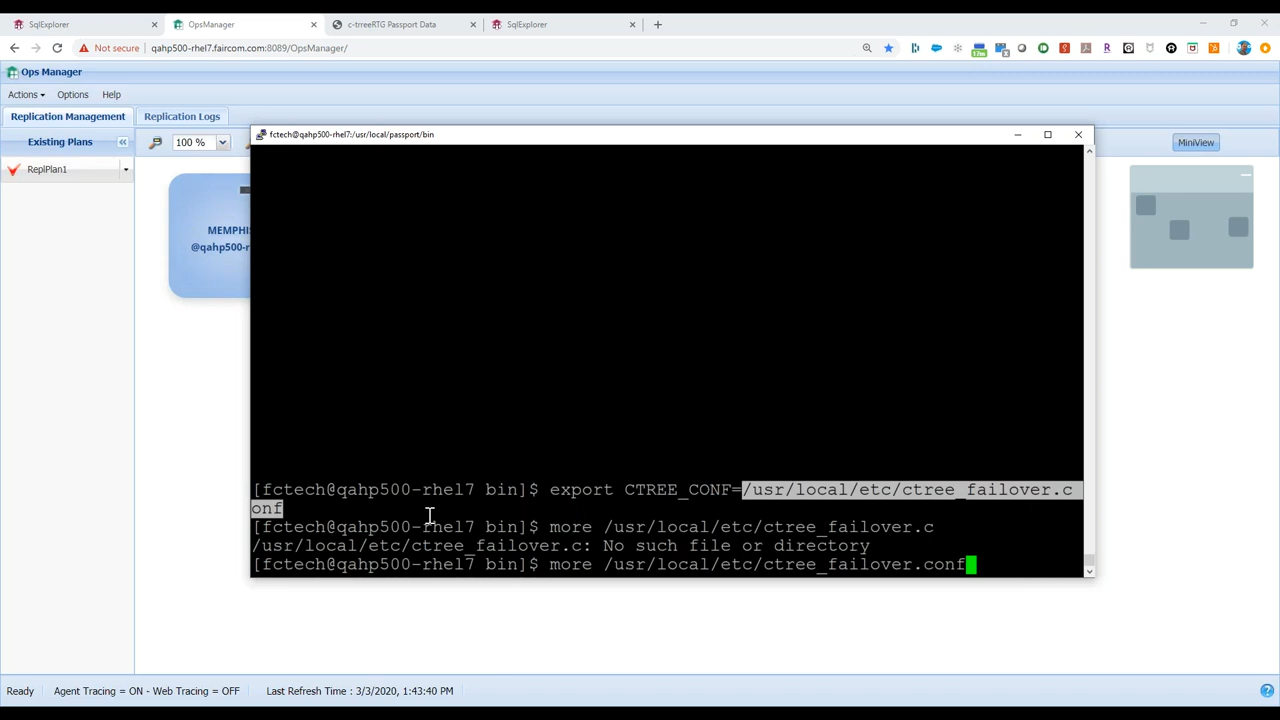 SqlExplorer
OpsManager
c-trreeRTG Passport Data
SqlExplorer
Not secure
qahp500-rhel7.faircom.com:8089/OpsManager/
17m
Ops Manager
Actions
Options
Help
Replication Management
Replication Logs
Existing Plans
100 %
MiniView
ReplPlan1
MEMPHIS
@qahp500-r
fctech@qahp500-rhel7:/usr/local/passport/bin
[fctech@qahp500-rhel7 bin]$ export CTREE_CONF=/usr/local/etc/ctree_failover.c
onf
[fctech@qahp500-rhel7 bin]$ more /usr/local/etc/ctree_failover.c
/usr/local/etc/ctree_failover.c: No such file or directory
[fctech@qahp500-rhel7 bin]$ more /usr/local/etc/ctree_failover.conf
Ready
Agent Tracing = ON - Web Tracing = OFF
Last Refresh Time : 3/3/2020, 1:43:40 PM